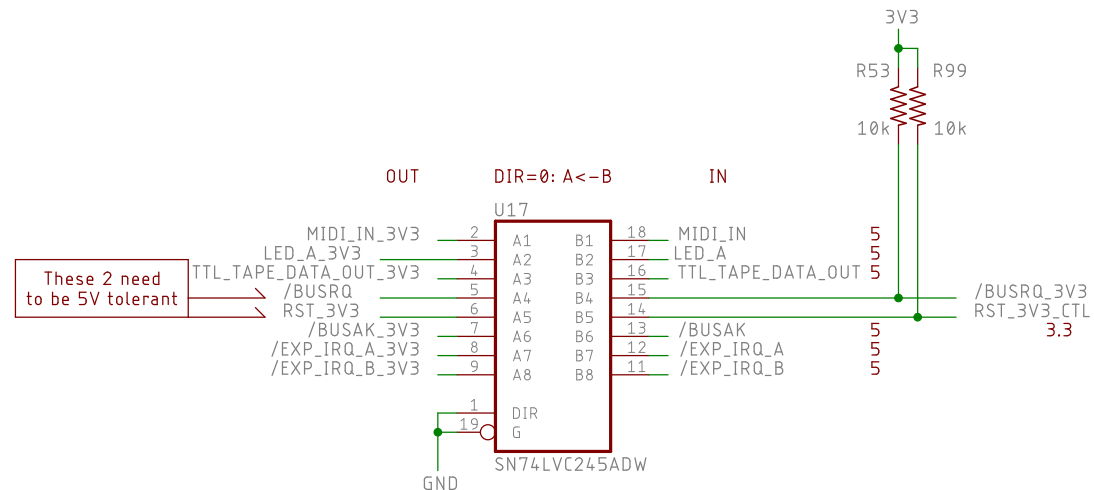 3V3
R53 R99
10k 10k
OUT DIR=0: A<-B IN
U17
MIDI_IN_3V3 2 A1 B1 18 MIDI_IN 5
LED_A_3V3 3 A2 B2 17 LED_A 5
TTL_TAPE_DATA_OUT_3V3 4 A3 B3 16 TTL_TAPE_DATA_OUT 5
These 2 need
to be 5V tolerant
/BUSRQ 5 A4 B4 15 /BUSRQ_3V3
RST_3V3 6 A5 B5 14 RST_3V3_CTL
/BUSAK_3V3 7 A6 B6 13 /BUSAK 5 3.3
/EXP_IRQ_A_3V3 8 A7 B7 12 /EXP_IRQ_A 5
/EXP_IRQ_B_3V3 9 A8 B8 11 /EXP_IRQ_B 5
1 DIR
19 G
SN74LVC245ADW
GND